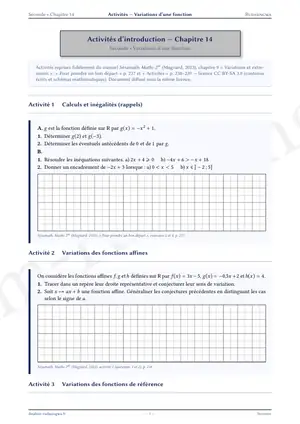 Seconde • Chapitre 14
Activités – Variations d'une fonction
Activités d'introduction – Chapitre 14
Seconde • Variations d'une fonction
Activité 1 Calculs et inégalités (rappels)
A. g est la fonction définie sur R par g(x) = −x² + 1.
1. Déterminer g(2) et g(−3).
2. Déterminer les éventuels antécédents de 0 et de 1 par g.
B.
1. Résoudre les inéquations suivantes. a) 2x + 4 ⩾ 0 b) −4x + 6 > −x + 18
2. Donner un encadrement de −2x + 3 lorsque : a) 0 < x < 5 b) x ∈ [−2 ; 5]
Activité 2 Variations des fonctions affines
On considère les fonctions affines f, g et h définies sur R par f(x) = 3x − 5, g(x) = −0,5x + 2 et h(x) = 4.
1. Tracer dans un repère leur droite représentative et conjecturer leur sens de variation.
2. Soit x ↦ ax + b une fonction affine. Généraliser les conjectures précédentes en distinguant les cas
selon le signe de a.
Activité 3 Variations des fonctions de référence
– 1 –
Seconde